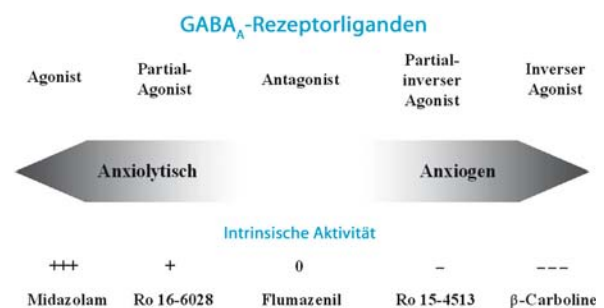 GABA_A-Rezeptorliganden
Agonist
Partial-
Agonist
Antagonist
Partial-
inverser
Agonist
Inverser
Agonist
Anxiolytisch
Anxiogen
Intrinsische Aktivität
+++ + 0 – –––
Midazolam Ro 16-6028 Flumazenil Ro 15-4513 β-Carboline